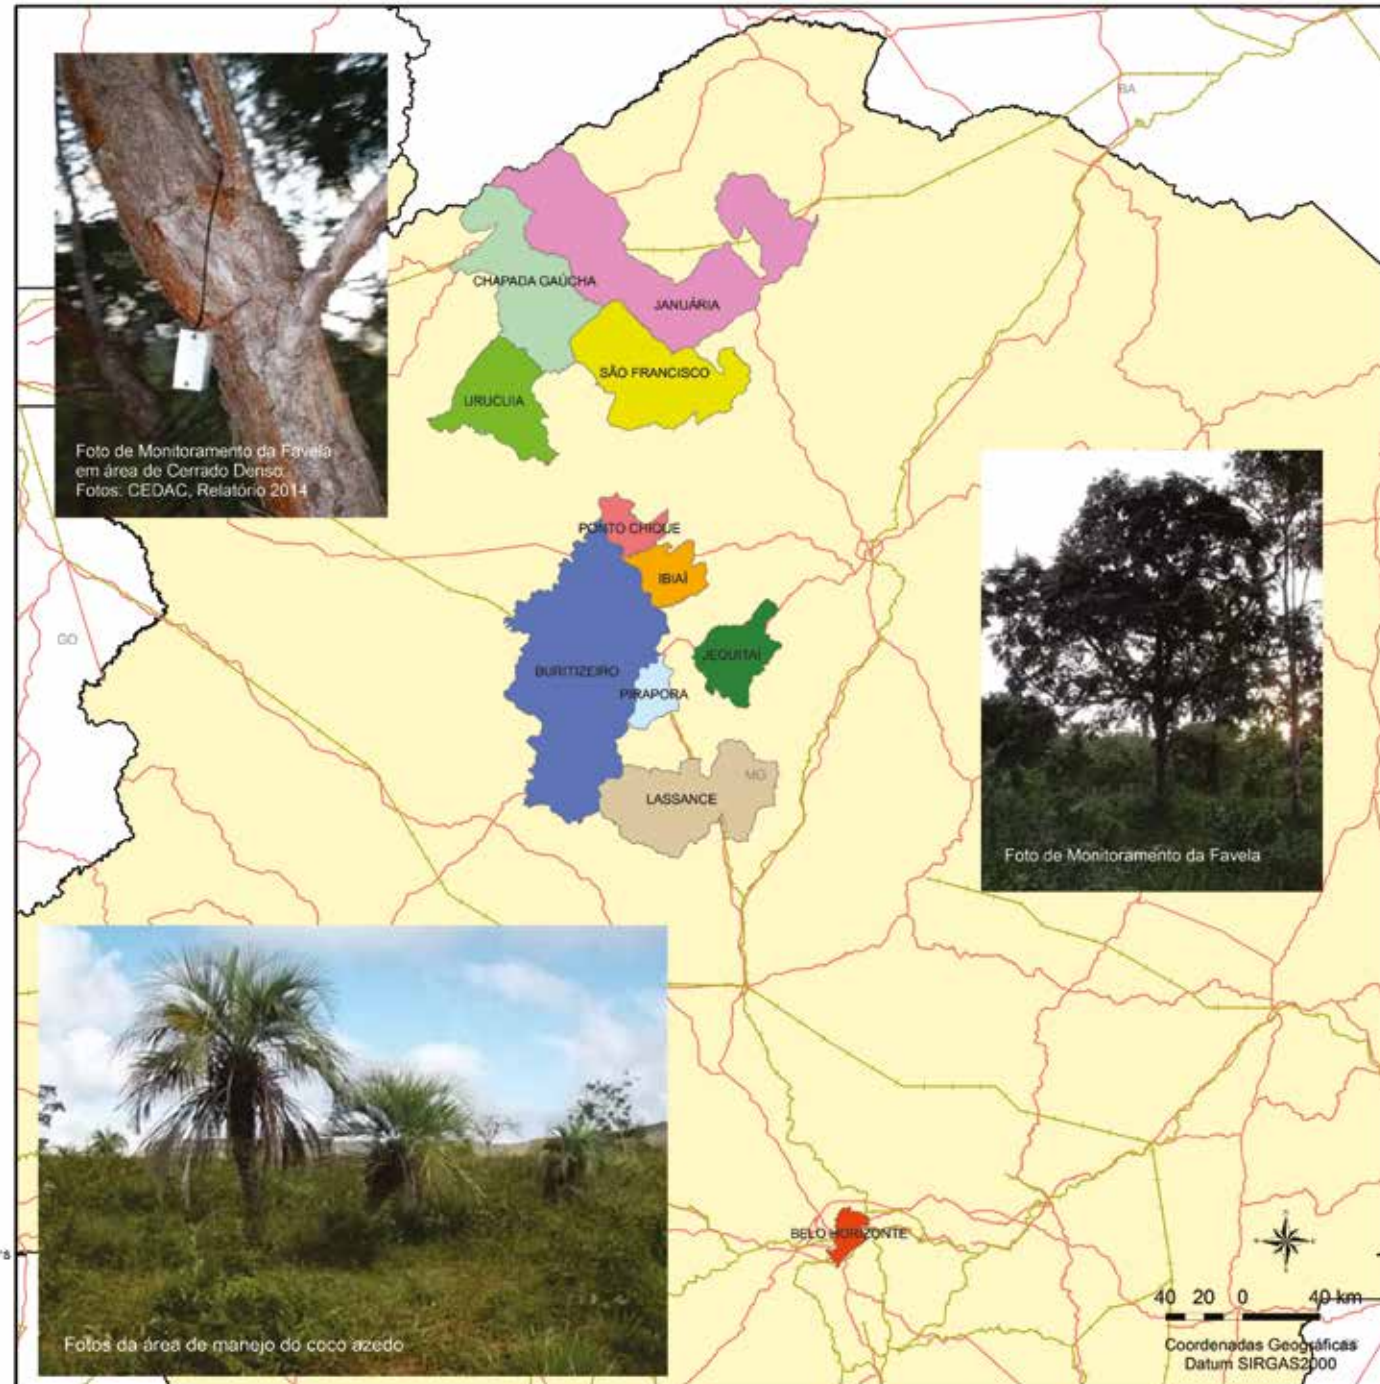 BA
CHAPADA GAÚCHA
JANUÁRIA
SÃO FRANCISCO
URUCUIA
Foto de Monitoramento da Favela
em área de Cerrado Denso.
Fotos: CEDAC, Relatório 2014
PONTO CHIQUE
IBIAÍ
GO
JEQUITAÍ
BURITIZEIRO
PIRAPORA
MG
LASSANCE
Foto de Monitoramento da Favela
BELO HORIZONTE
40 20 0 40 km
Coordenadas Geográficas
Datum SIRGAS2000
Fotos da área de manejo do coco azedo